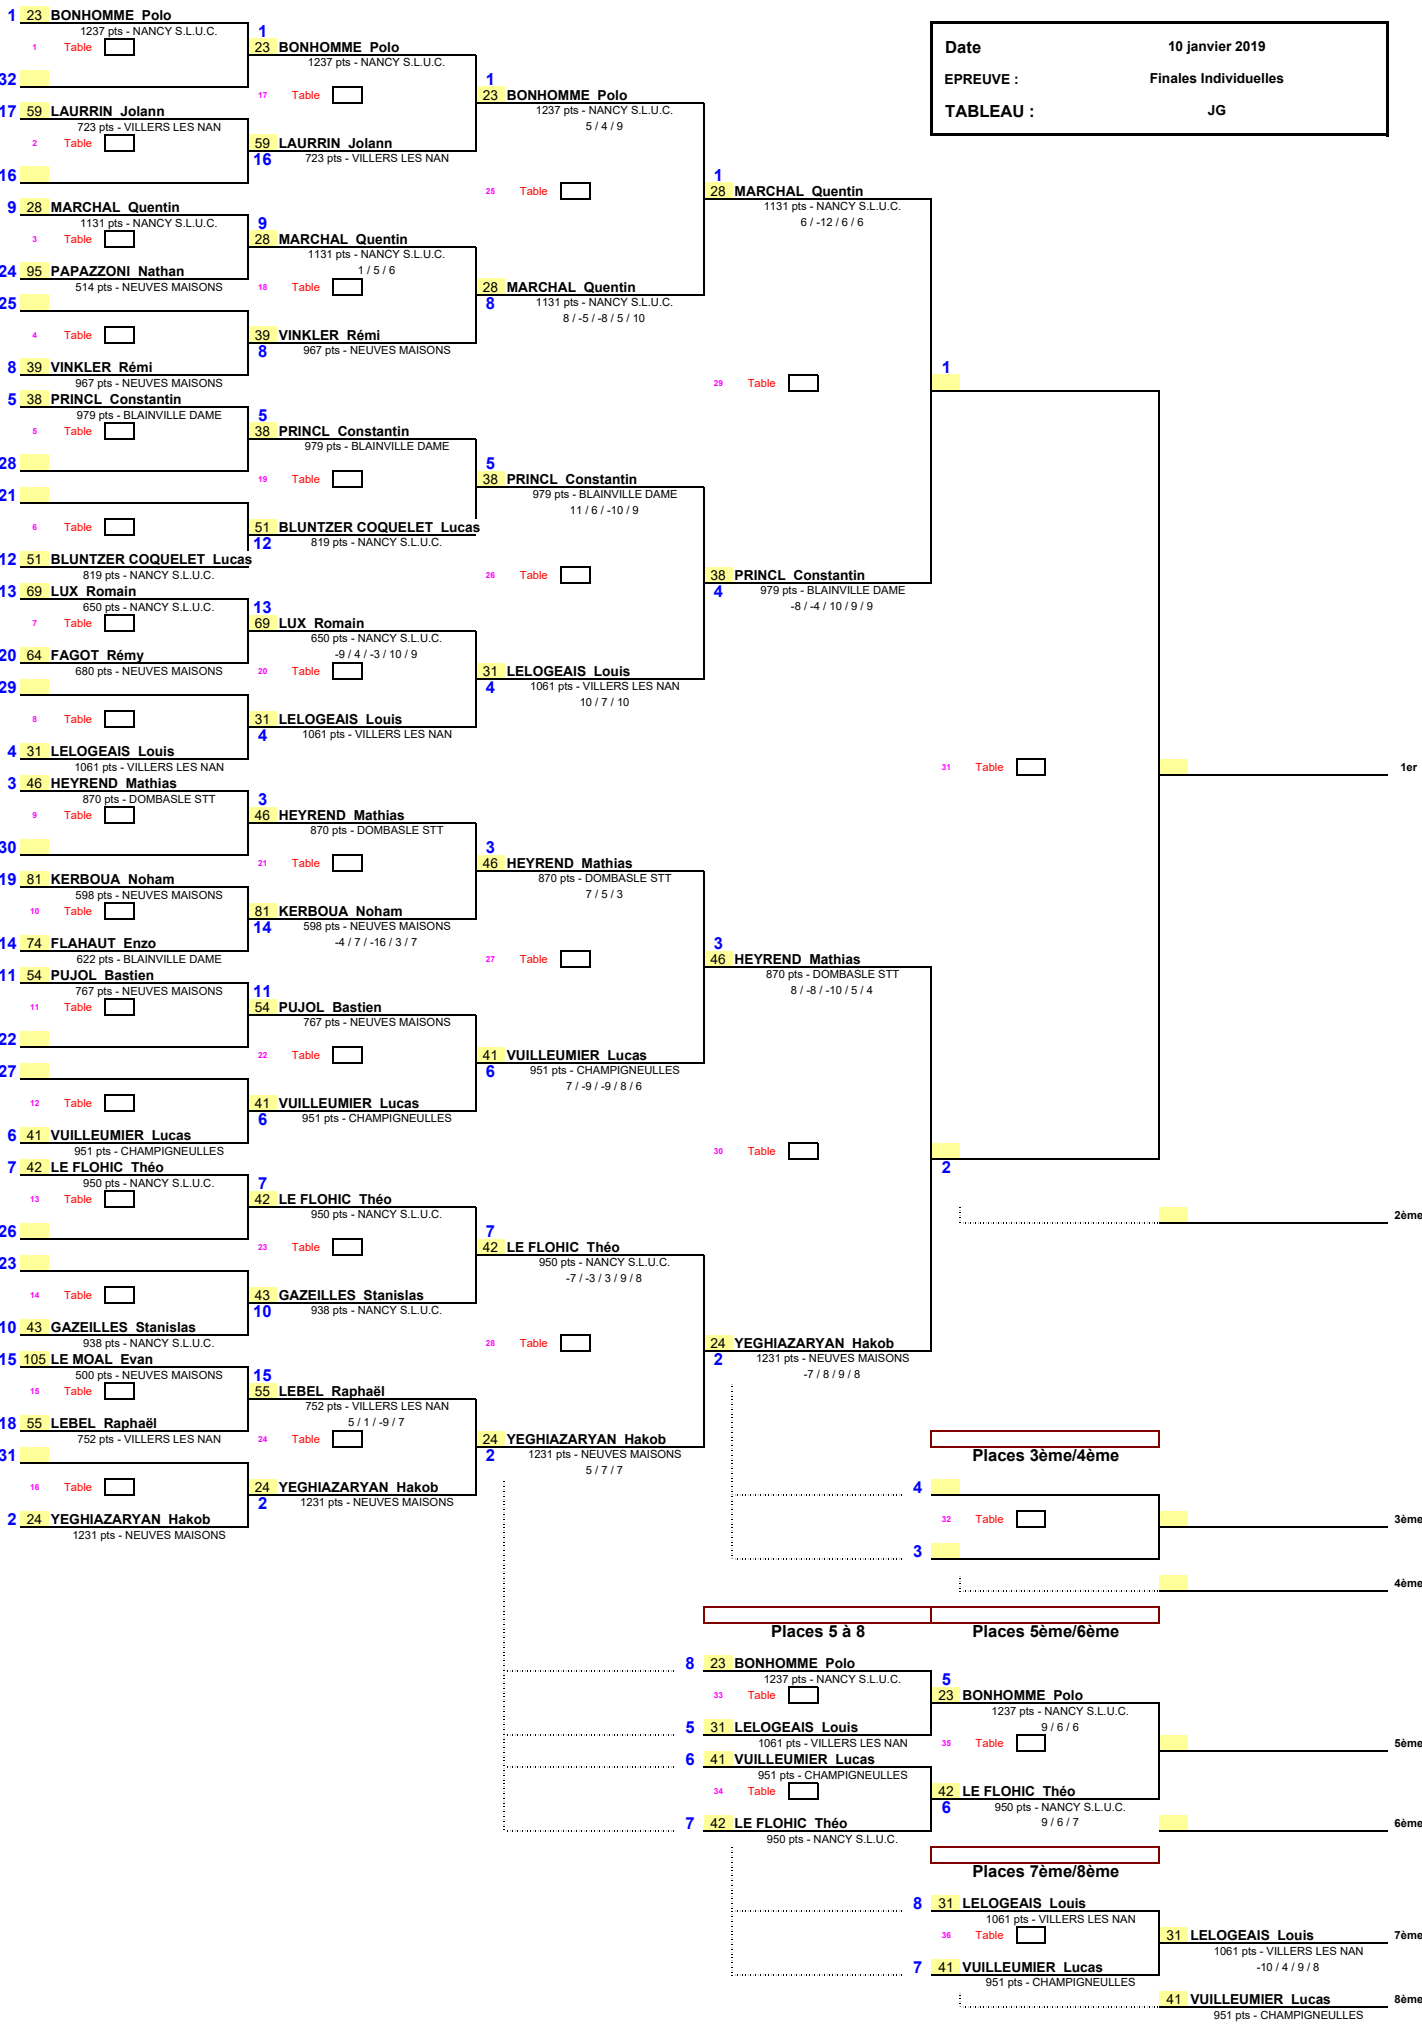 Date 10 janvier 2019
EPREUVE : Finales Individuelles
TABLEAU : JG
1 23 BONHOMME Polo
1237 pts - NANCY S.L.U.C.
1 Table
32
17 59 LAURRIN Jolann
723 pts - VILLERS LES NAN
2 Table
16
9 28 MARCHAL Quentin
1131 pts - NANCY S.L.U.C.
3 Table
24 95 PAPAZZONI Nathan
514 pts - NEUVES MAISONS
25
4 Table
8 39 VINKLER Rémi
967 pts - NEUVES MAISONS
5 38 PRINCL Constantin
979 pts - BLAINVILLE DAME
5 Table
28
21
6 Table
12 51 BLUNTZER COQUELET Lucas
819 pts - NANCY S.L.U.C.
13 69 LUX Romain
650 pts - NANCY S.L.U.C.
7 Table
20 64 FAGOT Rémy
680 pts - NEUVES MAISONS
29
8 Table
4 31 LELOGEAIS Louis
1061 pts - VILLERS LES NAN
3 46 HEYREND Mathias
870 pts - DOMBASLE STT
9 Table
30
19 81 KERBOUA Noham
598 pts - NEUVES MAISONS
10 Table
14 74 FLAHAUT Enzo
622 pts - BLAINVILLE DAME
11 54 PUJOL Bastien
767 pts - NEUVES MAISONS
11 Table
22
27
12 Table
6 41 VUILLEUMIER Lucas
951 pts - CHAMPIGNEULLES
7 42 LE FLOHIC Théo
950 pts - NANCY S.L.U.C.
13 Table
26
23
14 Table
10 43 GAZEILLES Stanislas
938 pts - NANCY S.L.U.C.
15 105 LE MOAL Evan
500 pts - NEUVES MAISONS
15 Table
18 55 LEBEL Raphaël
752 pts - VILLERS LES NAN
31
16 Table
2 24 YEGHIAZARYAN Hakob
1231 pts - NEUVES MAISONS
1
23 BONHOMME Polo
1237 pts - NANCY S.L.U.C.
17 Table
59 LAURRIN Jolann
16 723 pts - VILLERS LES NAN
9
28 MARCHAL Quentin
1131 pts - NANCY S.L.U.C.
1 / 5 / 6
18 Table
39 VINKLER Rémi
8 967 pts - NEUVES MAISONS
5
38 PRINCL Constantin
979 pts - BLAINVILLE DAME
19 Table
51 BLUNTZER COQUELET Lucas
12 819 pts - NANCY S.L.U.C.
13
69 LUX Romain
650 pts - NANCY S.L.U.C.
-9 / 4 / -3 / 10 / 9
20 Table
31 LELOGEAIS Louis
4 1061 pts - VILLERS LES NAN
3
46 HEYREND Mathias
870 pts - DOMBASLE STT
21 Table
81 KERBOUA Noham
14 598 pts - NEUVES MAISONS
-4 / 7 / -16 / 3 / 7
11
54 PUJOL Bastien
767 pts - NEUVES MAISONS
22 Table
41 VUILLEUMIER Lucas
6 951 pts - CHAMPIGNEULLES
7
42 LE FLOHIC Théo
950 pts - NANCY S.L.U.C.
23 Table
43 GAZEILLES Stanislas
10 938 pts - NANCY S.L.U.C.
15
55 LEBEL Raphaël
752 pts - VILLERS LES NAN
5 / 1 / -9 / 7
24 Table
24 YEGHIAZARYAN Hakob
2 1231 pts - NEUVES MAISONS
1
23 BONHOMME Polo
1237 pts - NANCY S.L.U.C.
5 / 4 / 9
25 Table
28 MARCHAL Quentin
8 1131 pts - NANCY S.L.U.C.
8 / -5 / -8 / 5 / 10
5
38 PRINCL Constantin
979 pts - BLAINVILLE DAME
11 / 6 / -10 / 9
26 Table
31 LELOGEAIS Louis
4 1061 pts - VILLERS LES NAN
10 / 7 / 10
3
46 HEYREND Mathias
870 pts - DOMBASLE STT
7 / 5 / 3
27 Table
41 VUILLEUMIER Lucas
6 951 pts - CHAMPIGNEULLES
7 / -9 / -9 / 8 / 6
7
42 LE FLOHIC Théo
950 pts - NANCY S.L.U.C.
-7 / -3 / 3 / 9 / 8
28 Table
24 YEGHIAZARYAN Hakob
2 1231 pts - NEUVES MAISONS
5 / 7 / 7
1
28 MARCHAL Quentin
1131 pts - NANCY S.L.U.C.
6 / -12 / 6 / 6
29 Table
38 PRINCL Constantin
4 979 pts - BLAINVILLE DAME
-8 / -4 / 10 / 9 / 9
3
46 HEYREND Mathias
870 pts - DOMBASLE STT
8 / -8 / -10 / 5 / 4
30 Table
24 YEGHIAZARYAN Hakob
2 1231 pts - NEUVES MAISONS
-7 / 8 / 9 / 8
1
31 Table
1er
2
2ème
Places 3ème/4ème
4
32 Table
3ème
3
4ème
Places 5 à 8
8 23 BONHOMME Polo
1237 pts - NANCY S.L.U.C.
33 Table
5 31 LELOGEAIS Louis
1061 pts - VILLERS LES NAN
6 41 VUILLEUMIER Lucas
951 pts - CHAMPIGNEULLES
34 Table
7 42 LE FLOHIC Théo
950 pts - NANCY S.L.U.C.
Places 5ème/6ème
5
23 BONHOMME Polo
1237 pts - NANCY S.L.U.C.
9 / 6 / 6
35 Table
5ème
42 LE FLOHIC Théo
6 950 pts - NANCY S.L.U.C.
9 / 6 / 7
6ème
Places 7ème/8ème
8 31 LELOGEAIS Louis
1061 pts - VILLERS LES NAN
36 Table
7 41 VUILLEUMIER Lucas
951 pts - CHAMPIGNEULLES
31 LELOGEAIS Louis 7ème
1061 pts - VILLERS LES NAN
-10 / 4 / 9 / 8
41 VUILLEUMIER Lucas 8ème
951 pts - CHAMPIGNEULLES